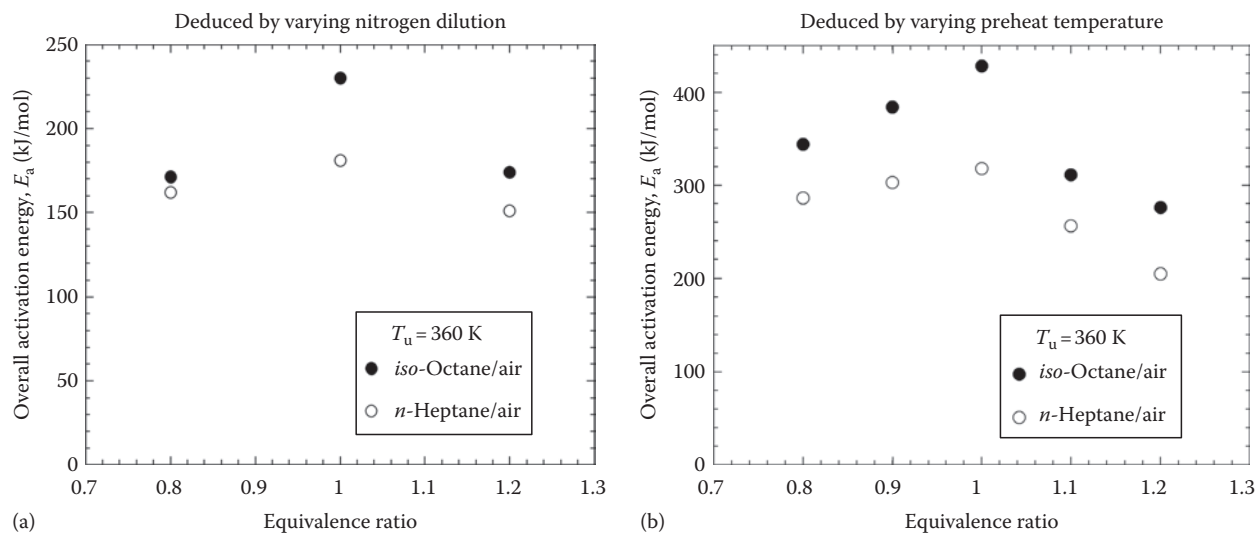 Deduced by varying nitrogen dilution
250
200
150
100
50
0
0.7
0.8
0.9
1
1.1
1.2
1.3
Overall activation energy, Eₐ (kJ/mol)
Equivalence ratio
Tᵤ = 360 K
iso-Octane/air
n-Heptane/air
(a)
Deduced by varying preheat temperature
400
300
200
100
0
0.7
0.8
0.9
1
1.1
1.2
1.3
Overall activation energy, Eₐ (kJ/mol)
Equivalence ratio
Tᵤ = 360 K
iso-Octane/air
n-Heptane/air
(b)